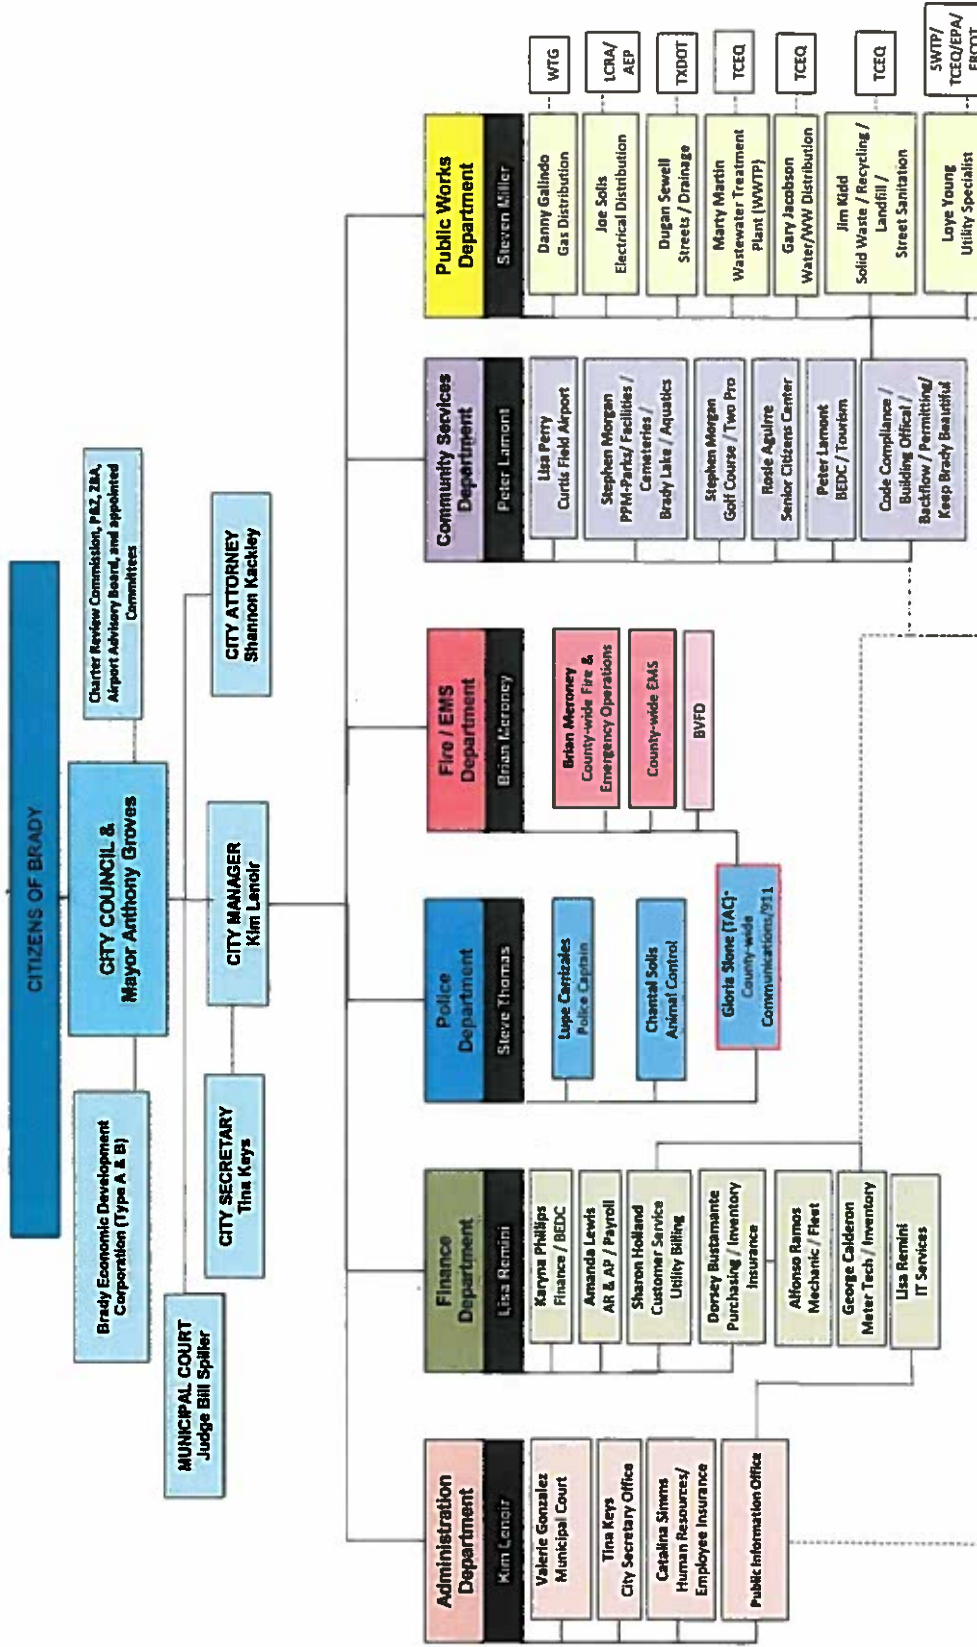 CITIZENS OF BRADY
Brady Economic Development
Corporation (Type A & B)
CITY COUNCIL &
Mayor Anthony Groves
Charter Review Commission, P&Z, ZBA,
Airport Advisory Board, and appointed
Committees
MUNICIPAL COURT
Judge Bill Spiller
CITY SECRETARY
Tina Keys
CITY MANAGER
Kim Lenoir
CITY ATTORNEY
Shannon Kackley
Administration
Department
Kim Lenoir
Valerie Gonzalez
Municipal Court
Tina Keys
City Secretary Office
Catalina Simms
Human Resources/
Employee Insurance
Public Information Office
Finance
Department
Lisa Remini
Karyna Phillips
Finance / BEDC
Amanda Lewis
AR & AP / Payroll
Sharon Holland
Customer Service
Utility Billing
Dorsey Bustamante
Purchasing / Inventory
Insurance
Alfonso Ramos
Mechanic / Fleet
George Calderon
Meter Tech / Inventory
Lisa Remini
IT Services
Police
Department
Steve Thomas
Lupe Carrizales
Police Captain
Chantal Solis
Animal Control
Gloria Slone (TAC)-
County-wide
Communications/911
Fire / EMS
Department
Brian Meroney
Brian Meroney
County-wide Fire &
Emergency Operations
County-wide EMS
BVFD
Community Services
Department
Peter Lamont
Lisa Perry
Curtis Field Airport
Stephen Morgan
PPM-Parks/ Facilities /
Cemeteries /
Brady Lake / Aquatics
Stephen Morgan
Golf Course / Two Pro
Rosie Aguirre
Senior Citizens Center
Peter Lamont
BEDC / Tourism
Code Compliance /
Building Offical /
Backflow / Permitting/
Keep Brady Beautiful
Public Works
Department
Steven Miller
Danny Galindo
Gas Distribution
WTG
Joe Solis
Electrical Distribution
LCRA/
AEP
Dugan Sewell
Streets / Drainage
TXDOT
Marty Martin
Wastewater Treatment
Plant (WWTP)
TCEQ
Gary Jacobson
Water/WW Distribution
TCEQ
Jim Kidd
Solid Waste / Recycling /
Landfill /
Street Sanitation
TCEQ
Loye Young
Utility Specialist
SWTP/
TCEQ/EPA/
ERCOT